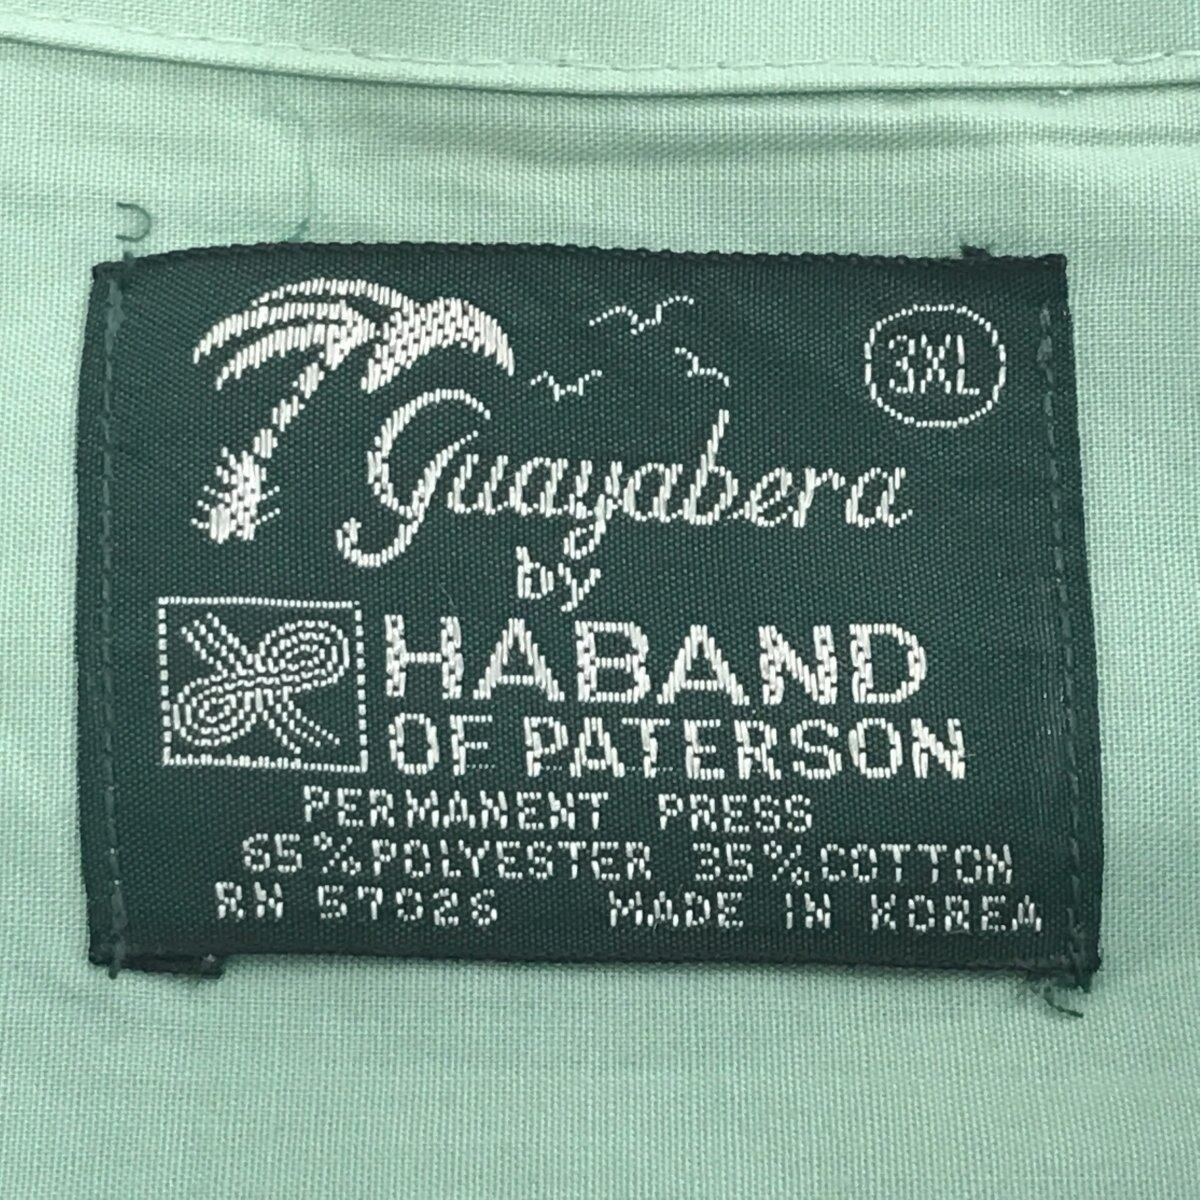 3XL
Guayabera
by
HABAND
OF PATERSON
PERMANENT PRESS
65% POLYESTER 35% COTTON
RN 57026 MADE IN KOREA